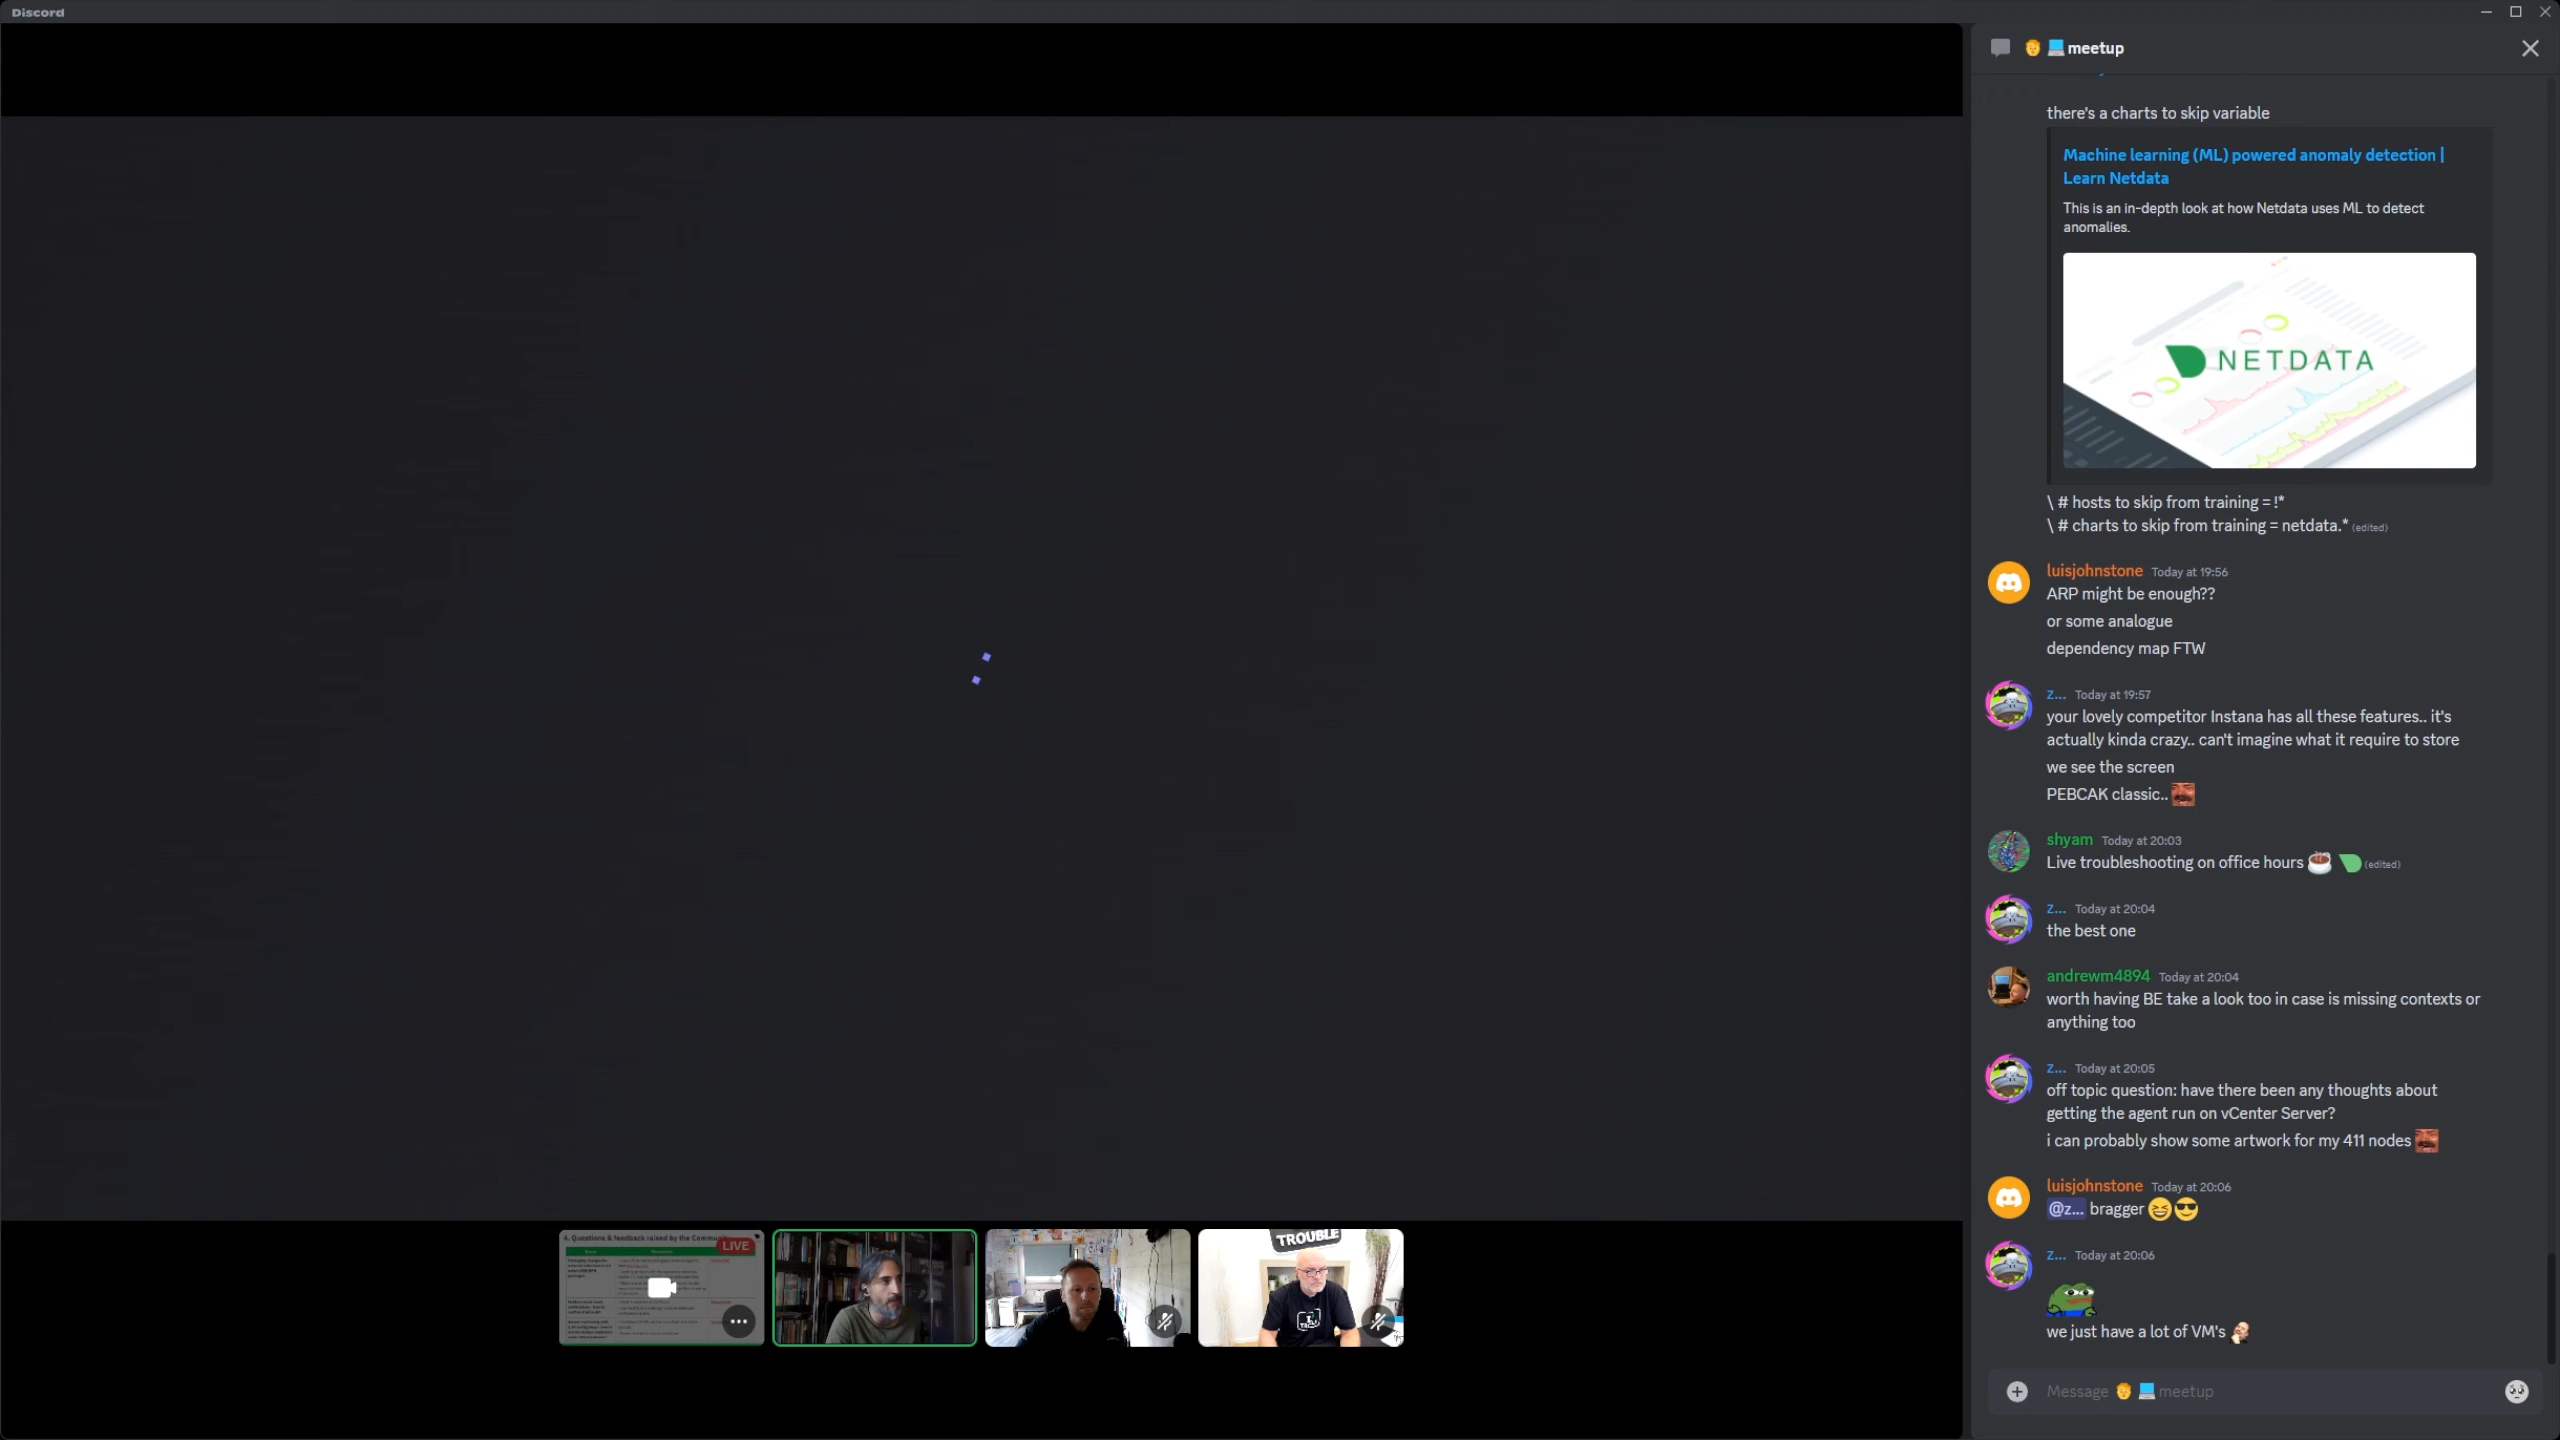 Discord
meetup
there's a charts to skip variable
Machine learning (ML) powered anomaly detection |
Learn Netdata
This is an in-depth look at how Netdata uses ML to detect
anomalies.
NETDATA
\ # hosts to skip from training = !*
\ # charts to skip from training = netdata.* (edited)
luisjohnstone Today at 19:56
ARP might be enough??
or some analogue
dependency map FTW
z... Today at 19:57
your lovely competitor Instana has all these features.. it's
actually kinda crazy.. can't imagine what it require to store
we see the screen
PEBCAK classic..
shyam Today at 20:03
Live troubleshooting on office hours (edited)
z... Today at 20:04
the best one
andrewm4894 Today at 20:04
worth having BE take a look too in case is missing contexts or
anything too
z... Today at 20:05
off topic question: have there been any thoughts about
getting the agent run on vCenter Server?
i can probably show some artwork for my 411 nodes
luisjohnstone Today at 20:06
@z... bragger
z... Today at 20:06
we just have a lot of VM's
Message meetup
4. Questions & feedback raised by the
LIVE
TROUBLE